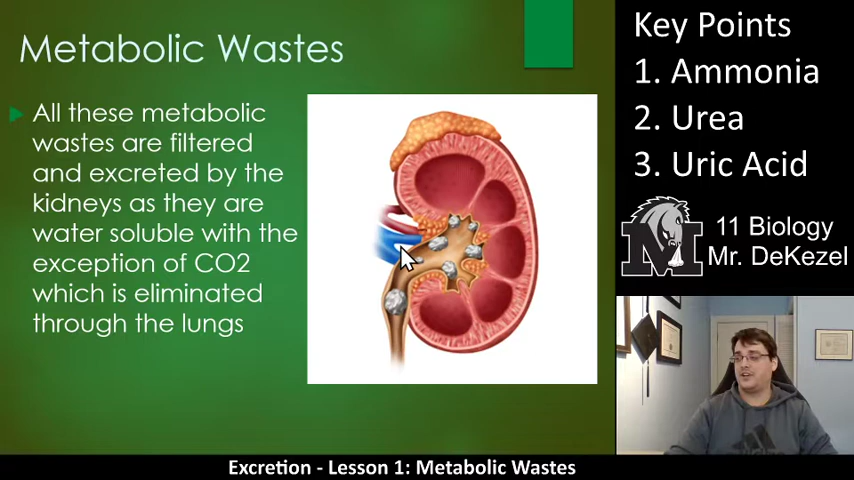 Metabolic Wastes
All these metabolic
wastes are filtered
and excreted by the
kidneys as they are
water soluble with the
exception of CO2
which is eliminated
through the lungs
Key Points
1. Ammonia
2. Urea
3. Uric Acid
M
11 Biology
Mr. DeKezel
Excretion - Lesson 1: Metabolic Wastes